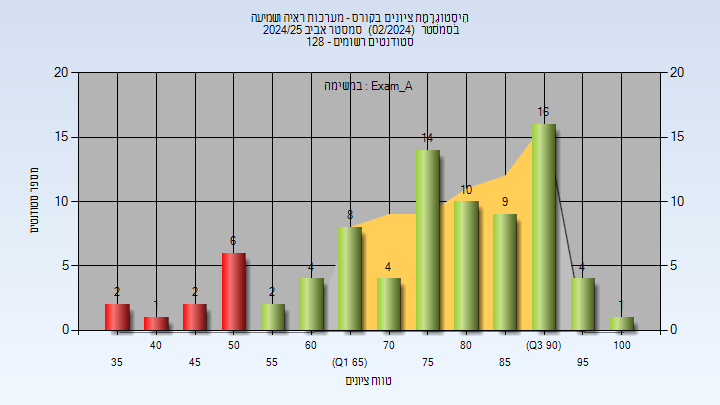 היסטוגרמת ציונים בקורס - מערכות ראיה ושמיעה
בסמסטר (02/2024) סמסטר אביב 2024/25
סטודנטים רשומים - 128
במשימה : Exam_A
מספר סטודנטים
20 20
15 15
10 10
5 5
0 0
2 1 2 6 2 4 8 4 14 10 9 16 4 1
40 50 60 70 80 (Q3 90) 100
35 45 55 (Q1 65) 75 85 95
טווח ציונים